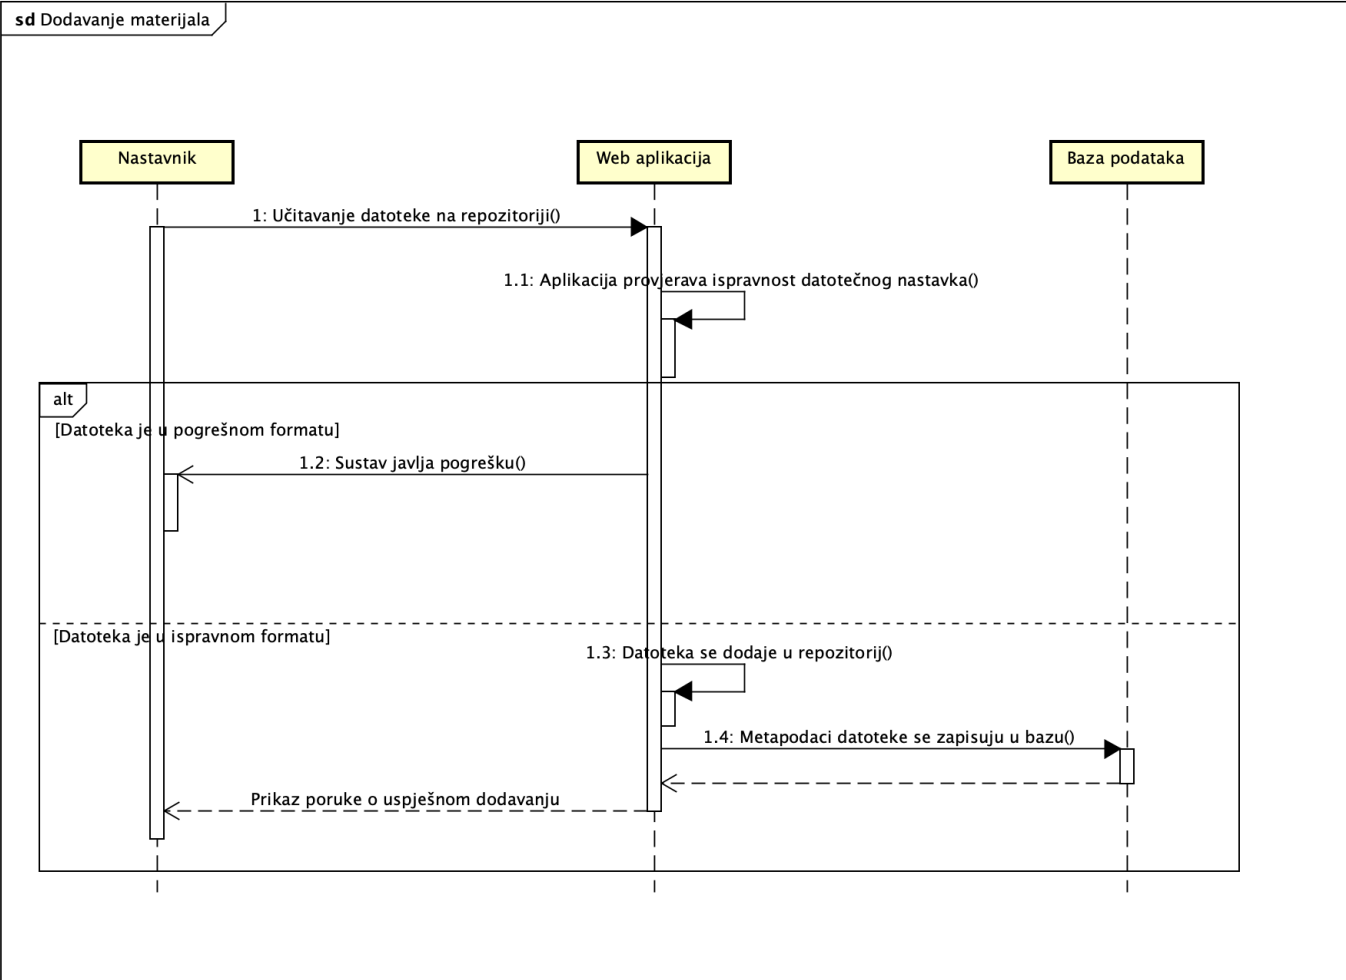 sd Dodavanje materijala
Nastavnik
Web aplikacija
Baza podataka
1: Učitavanje datoteke na repozitoriji()
1.1: Aplikacija provjerava ispravnost datotečnog nastavka()
alt
[Datoteka je u pogrešnom formatu]
1.2: Sustav javlja pogrešku()
[Datoteka je u ispravnom formatu]
1.3: Datoteka se dodaje u repozitorij()
1.4: Metapodaci datoteke se zapisuju u bazu()
Prikaz poruke o uspješnom dodavanju